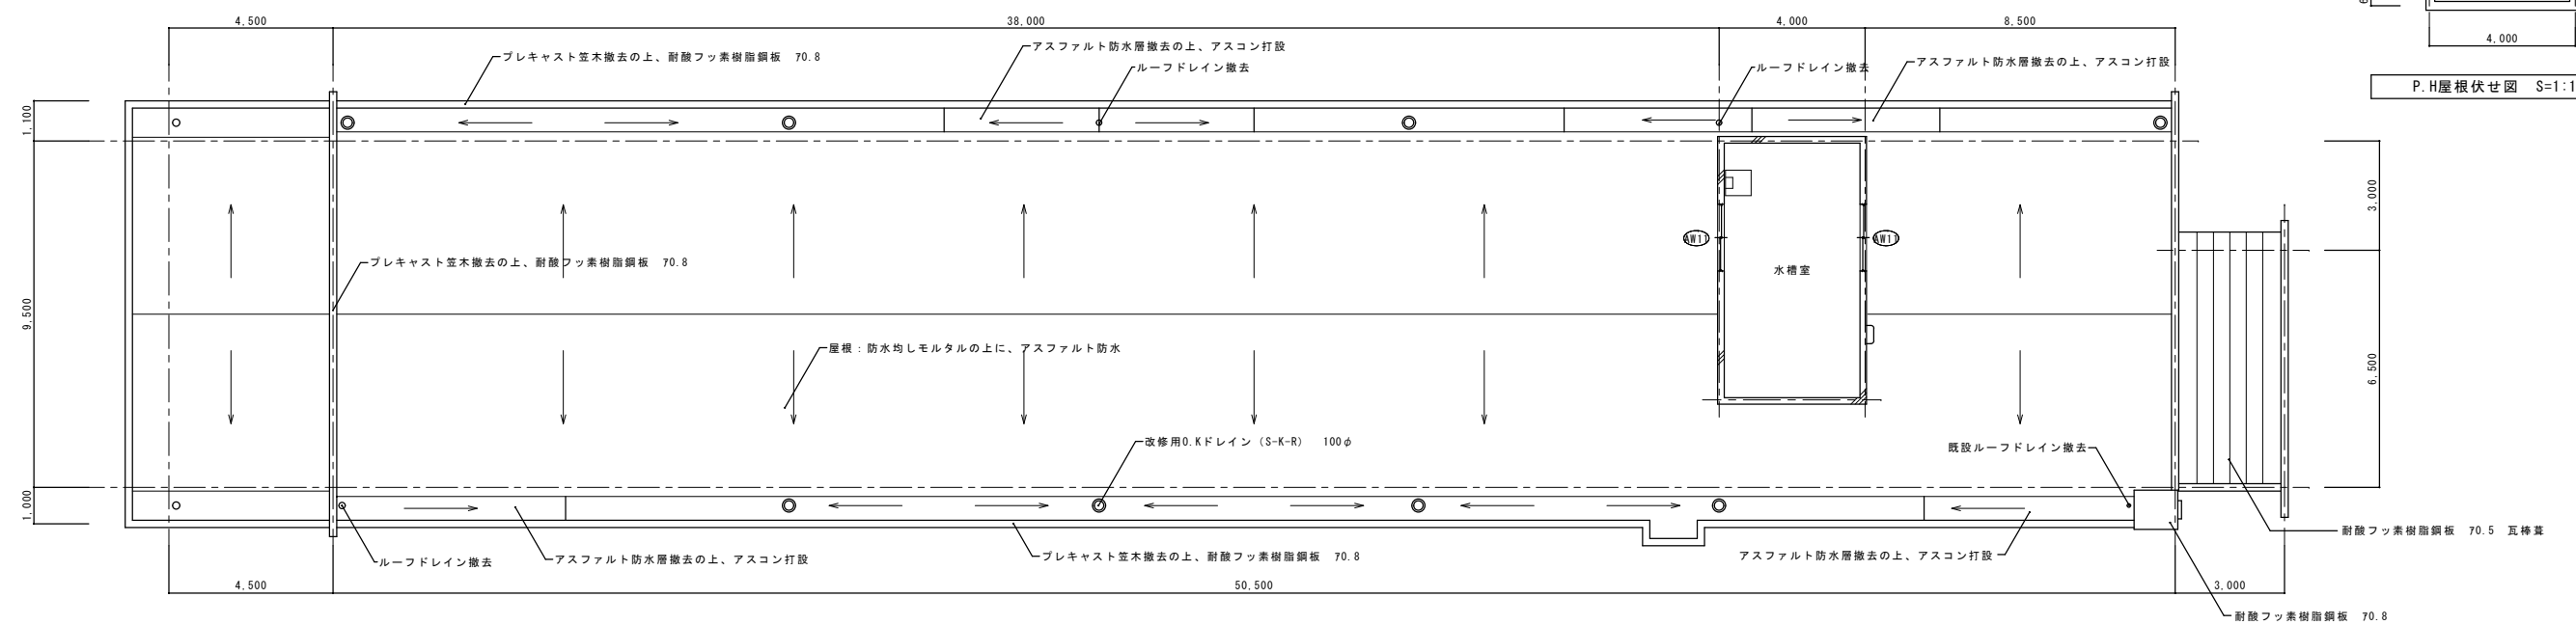 4,500
38,000
4,000
8,500
4,000
P.H屋根伏せ図 S=1:1
プレキャスト笠木撤去の上、耐酸フッ素樹脂鋼板 70.8
アスファルト防水層撤去の上、アスコン打設
ルーフドレイン撤去
ルーフドレイン撤去
アスファルト防水層撤去の上、アスコン打設
1,100
9,500
1,000
3,000
6,500
AW11
AW11
水槽室
プレキャスト笠木撤去の上、耐酸フッ素樹脂鋼板 70.8
屋根：防水均しモルタルの上に、アスファルト防水
改修用O.Kドレイン（S-K-R） 100φ
既設ルーフドレイン撤去
ルーフドレイン撤去
アスファルト防水層撤去の上、アスコン打設
プレキャスト笠木撤去の上、耐酸フッ素樹脂鋼板 70.8
アスファルト防水層撤去の上、アスコン打設
耐酸フッ素樹脂鋼板 70.5 瓦棒葺
4,500
50,500
3,000
耐酸フッ素樹脂鋼板 70.8